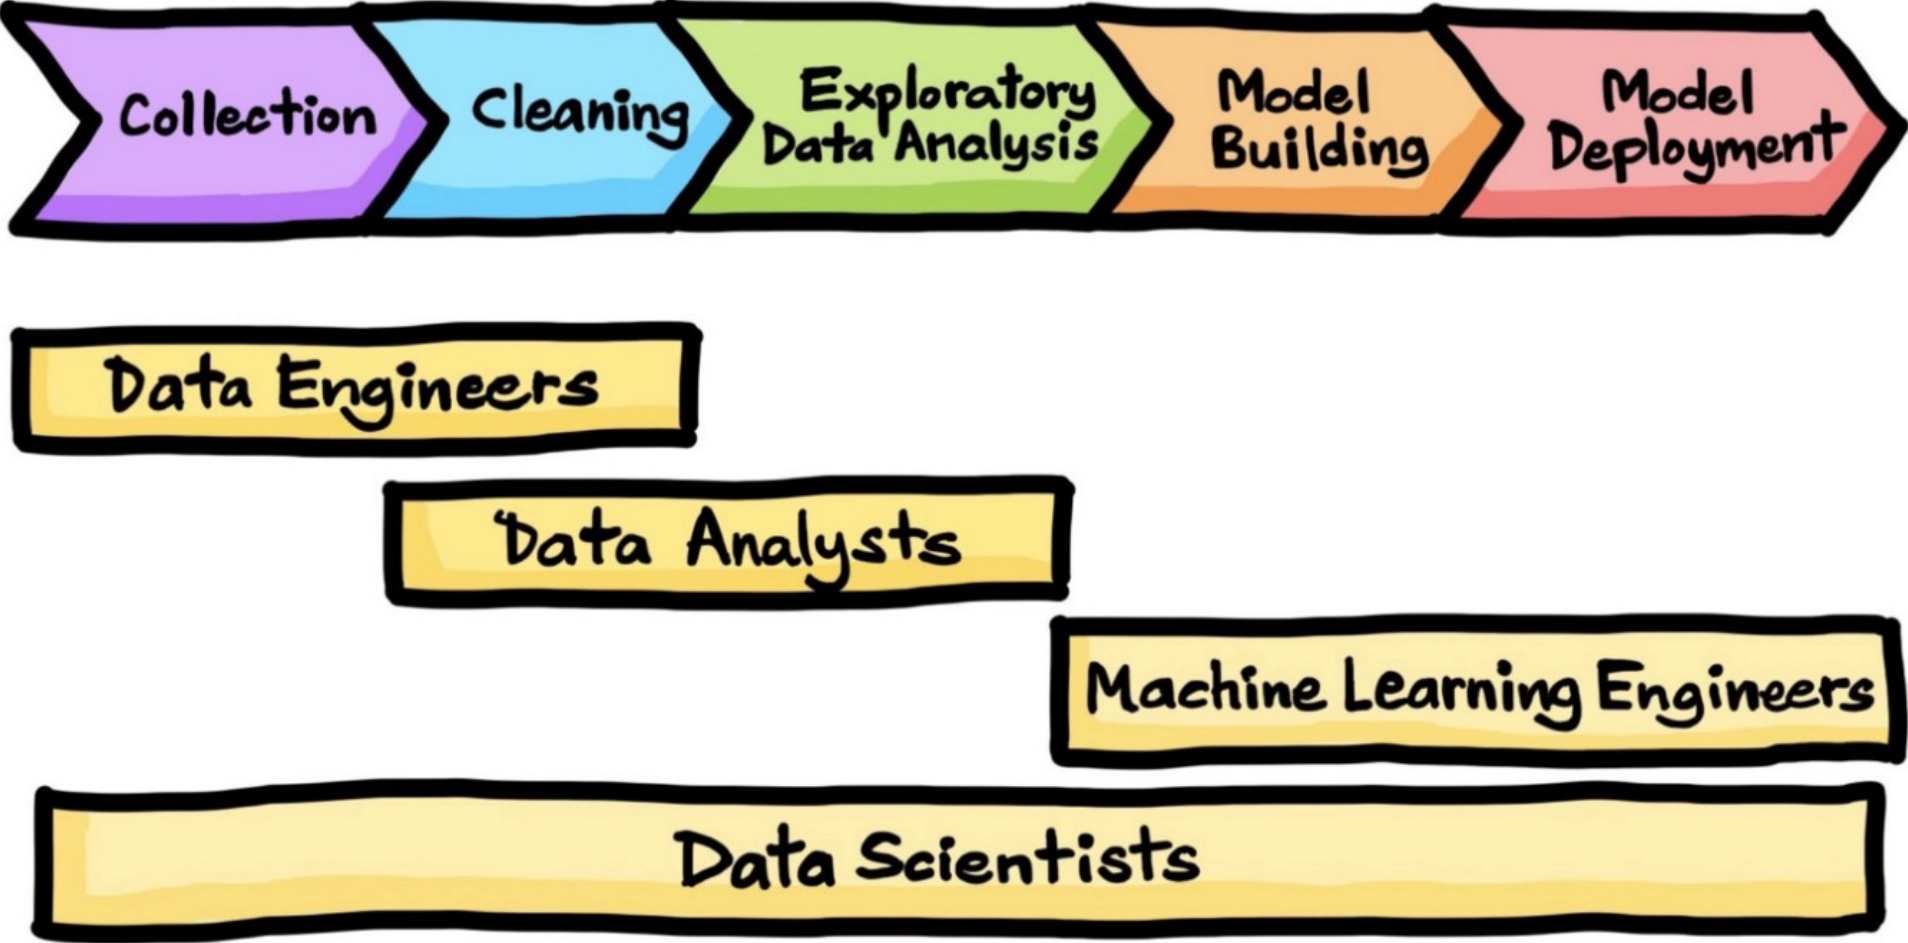 Collection
Cleaning
Exploratory
Data Analysis
Model
Building
Model
Deployment
Data Engineers
Data Analysts
Machine Learning Engineers
Data Scientists